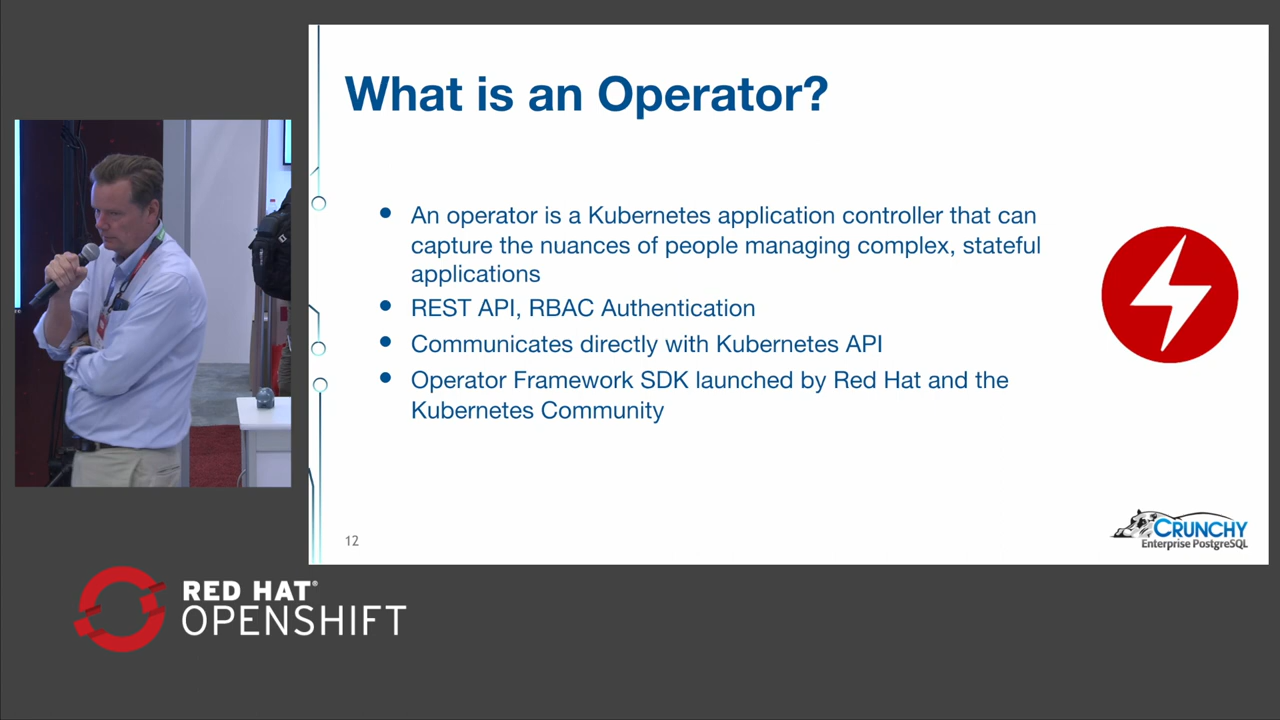 What is an Operator?
An operator is a Kubernetes application controller that can
capture the nuances of people managing complex, stateful
applications
REST API, RBAC Authentication
Communicates directly with Kubernetes API
Operator Framework SDK launched by Red Hat and the
Kubernetes Community
12
CRUNCHY
Enterprise PostgreSQL
RED HAT®
OPENSHIFT